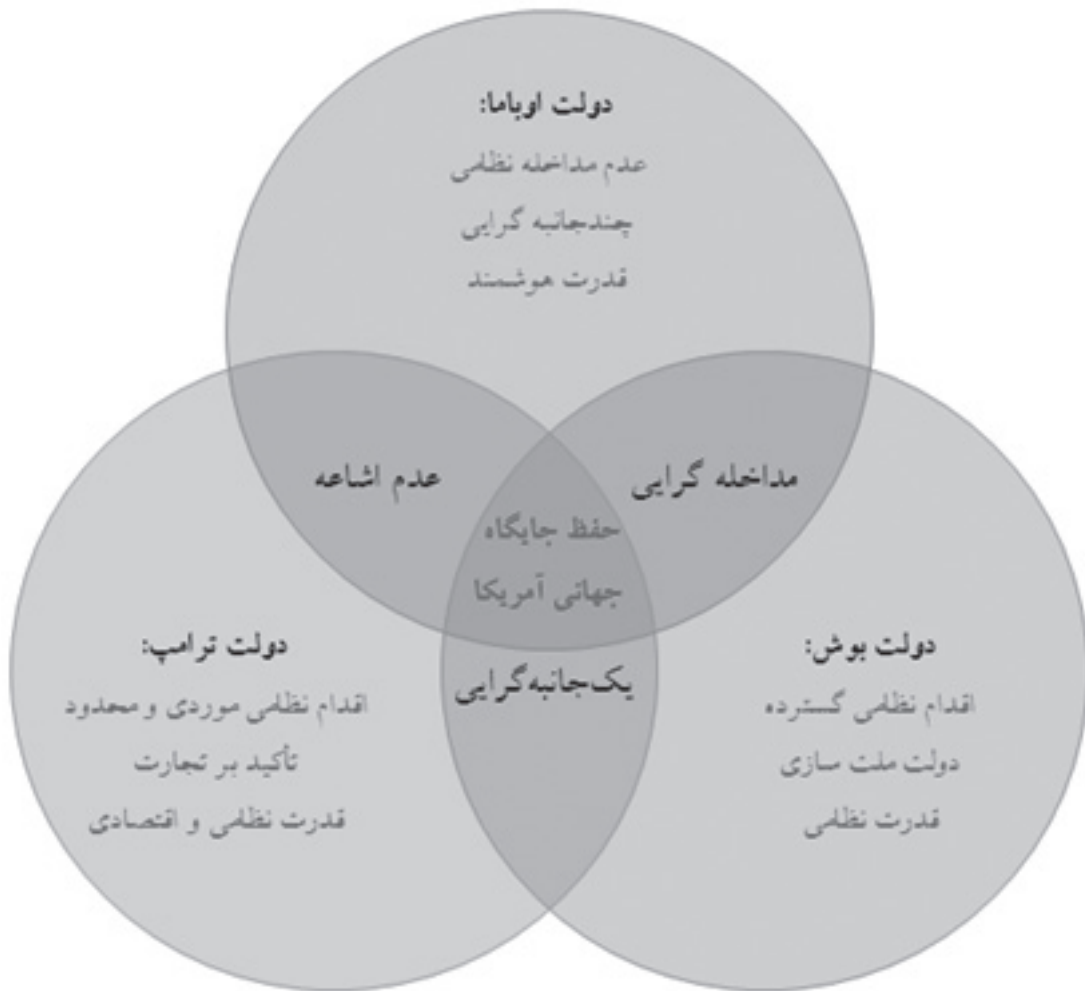 دولت اوباما:
عدم مداخله نظامی
چندجانبه گرایی
قدرت هوشمند
مداخله گرایی
عدم اشاعه
حفظ جایگاه
جهانی آمریکا
یک‌جانبه‌گرایی
دولت بوش:
اقدام نظامی گسترده
دولت ملت سازی
قدرت نظامی
دولت ترامپ:
اقدام نظامی موردی و محدود
تأکید بر تجارت
قدرت نظامی و اقتصادی